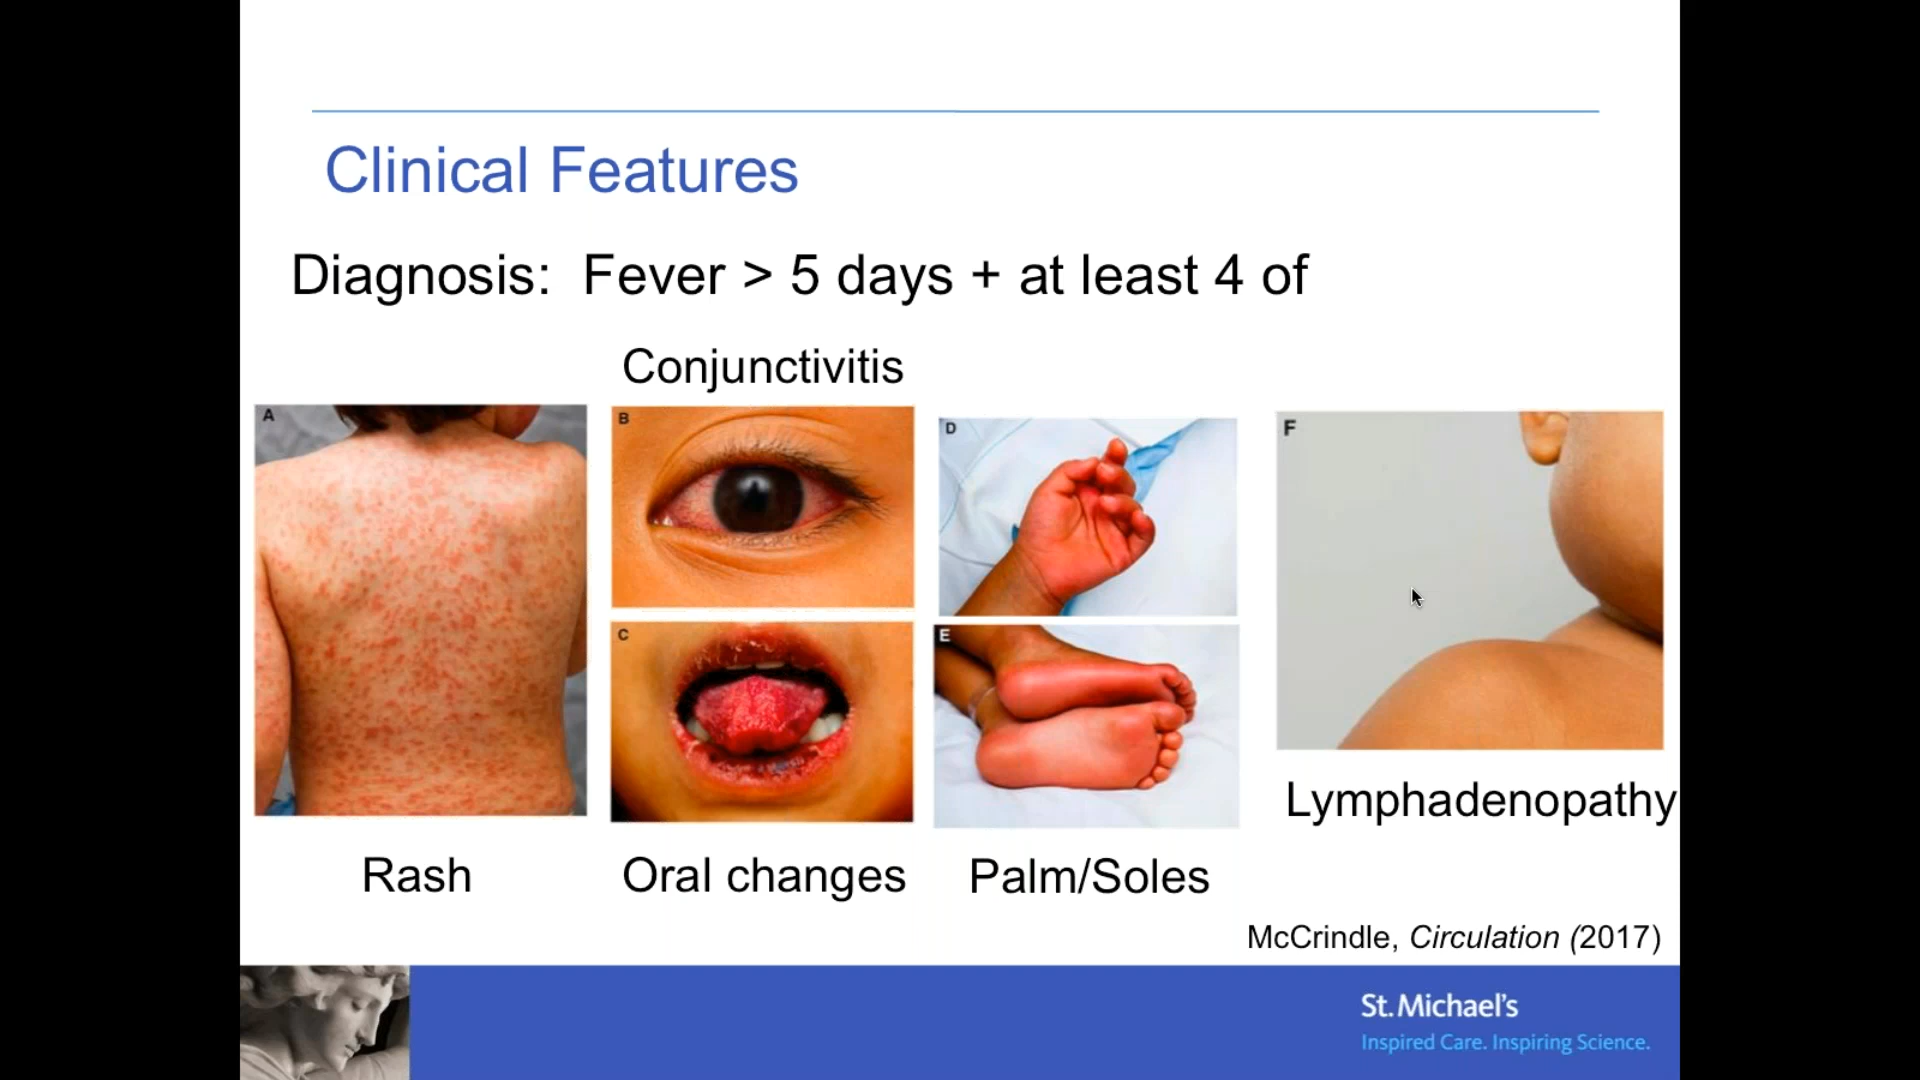 Clinical Features
Diagnosis: Fever > 5 days + at least 4 of
Conjunctivitis
A
B
C
D
E
F
Rash
Oral changes
Palm/Soles
Lymphadenopathy
McCrindle, Circulation (2017)
St. Michael's
Inspired Care. Inspiring Science.